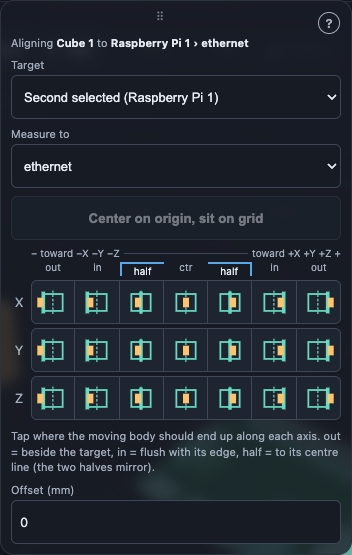 ?
Aligning Cube 1 to Raspberry Pi 1 › ethernet
Target
Second selected (Raspberry Pi 1)
Measure to
ethernet
Center on origin, sit on grid
− toward −X −Y −Z toward +X +Y +Z +
out in half ctr half in out
X
Y
Z
Tap where the moving body should end up along each axis. out
= beside the target, in = flush with its edge, half = to its centre
line (the two halves mirror).
Offset (mm)
0